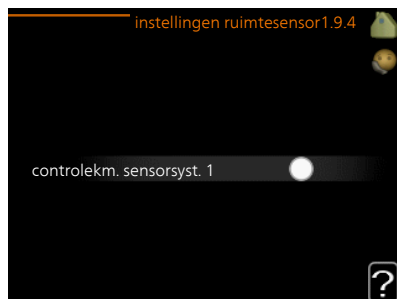 instellingen ruimtesensor1.9.4
controlekm. sensorsyst. 1
?